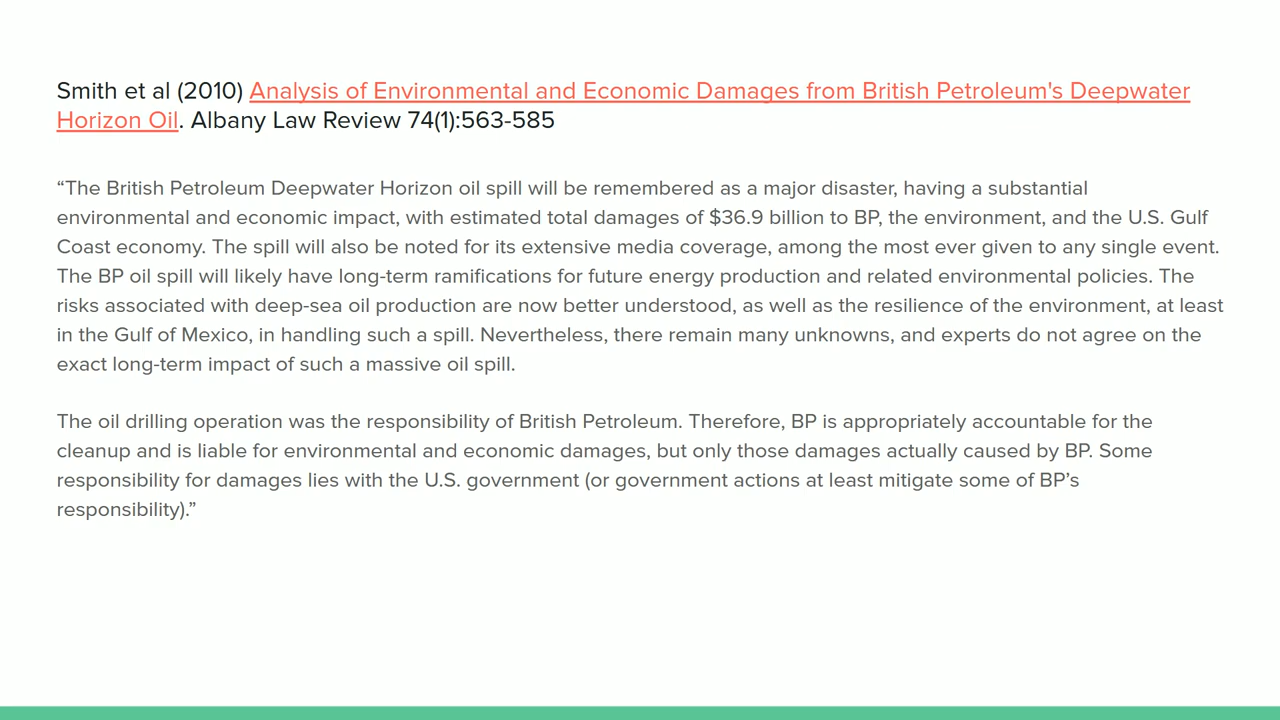 Smith et al (2010) Analysis of Environmental and Economic Damages from British Petroleum's Deepwater
Horizon Oil. Albany Law Review 74(1):563-585
“The British Petroleum Deepwater Horizon oil spill will be remembered as a major disaster, having a substantial
environmental and economic impact, with estimated total damages of $36.9 billion to BP, the environment, and the U.S. Gulf
Coast economy. The spill will also be noted for its extensive media coverage, among the most ever given to any single event.
The BP oil spill will likely have long-term ramifications for future energy production and related environmental policies. The
risks associated with deep-sea oil production are now better understood, as well as the resilience of the environment, at least
in the Gulf of Mexico, in handling such a spill. Nevertheless, there remain many unknowns, and experts do not agree on the
exact long-term impact of such a massive oil spill.
The oil drilling operation was the responsibility of British Petroleum. Therefore, BP is appropriately accountable for the
cleanup and is liable for environmental and economic damages, but only those damages actually caused by BP. Some
responsibility for damages lies with the U.S. government (or government actions at least mitigate some of BP’s
responsibility).”